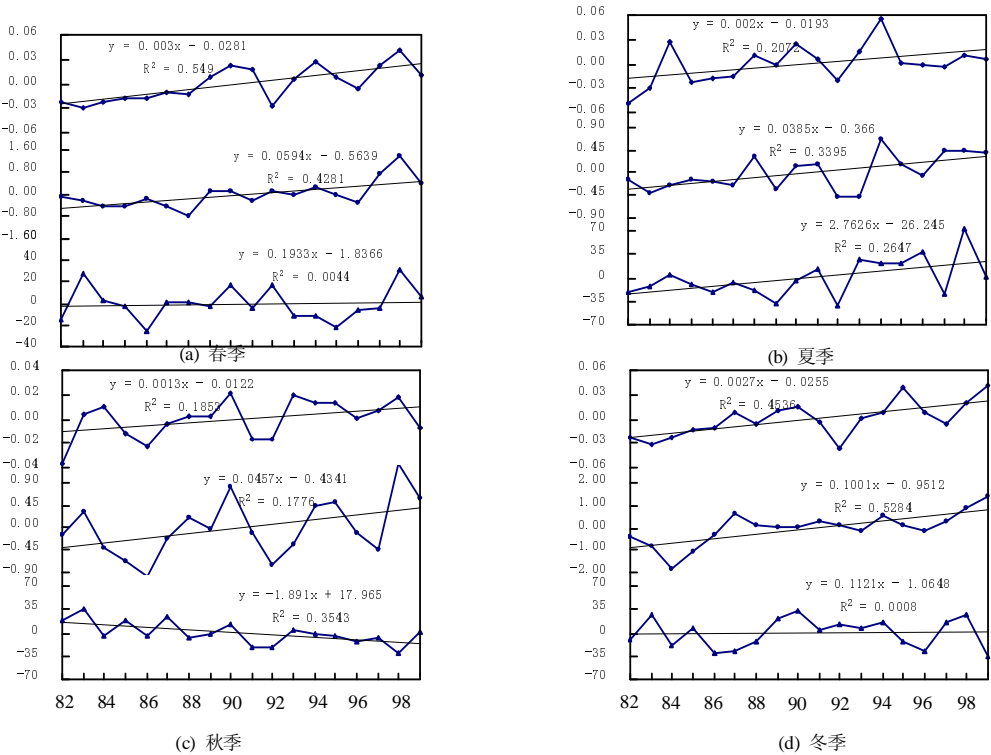 0.06
y = 0.003x - 0.0281
0.03
R² = 0.549
0.00
-0.03
-0.06
1.60
y = 0.0594x - 0.5639
0.80
R² = 0.4281
0.00
-0.80
-1.60
y = 0.1933x - 1.8366
40
R² = 0.0044
20
0
-20
-40
(a) 春季
0.06
y = 0.002x - 0.0193
0.03
R² = 0.2072
0.00
-0.03
-0.06
0.90
y = 0.0385x - 0.366
0.45
R² = 0.3395
0.00
-0.45
-0.90
y = 2.7626x - 26.245
70
R² = 0.2647
35
0
-35
-70
(b) 夏季
0.04
y = 0.0013x - 0.0122
0.02
R² = 0.1853
0.00
-0.02
-0.04
0.90
y = 0.0457x - 0.4341
0.45
R² = 0.1776
0.00
-0.45
-0.90
70
y = -1.891x + 17.965
35
R² = 0.3543
0
-35
-70
82 84 86 88 90 92 94 96 98
(c) 秋季
0.06
y = 0.0027x - 0.0255
0.03
R² = 0.4536
0.00
-0.03
-0.06
2.00
y = 0.1001x - 0.9512
1.00
R² = 0.5284
0.00
-1.00
-2.00
70
y = 0.1121x - 1.0648
35
R² = 0.0008
0
-35
-70
82 84 86 88 90 92 94 96 98
(d) 冬季